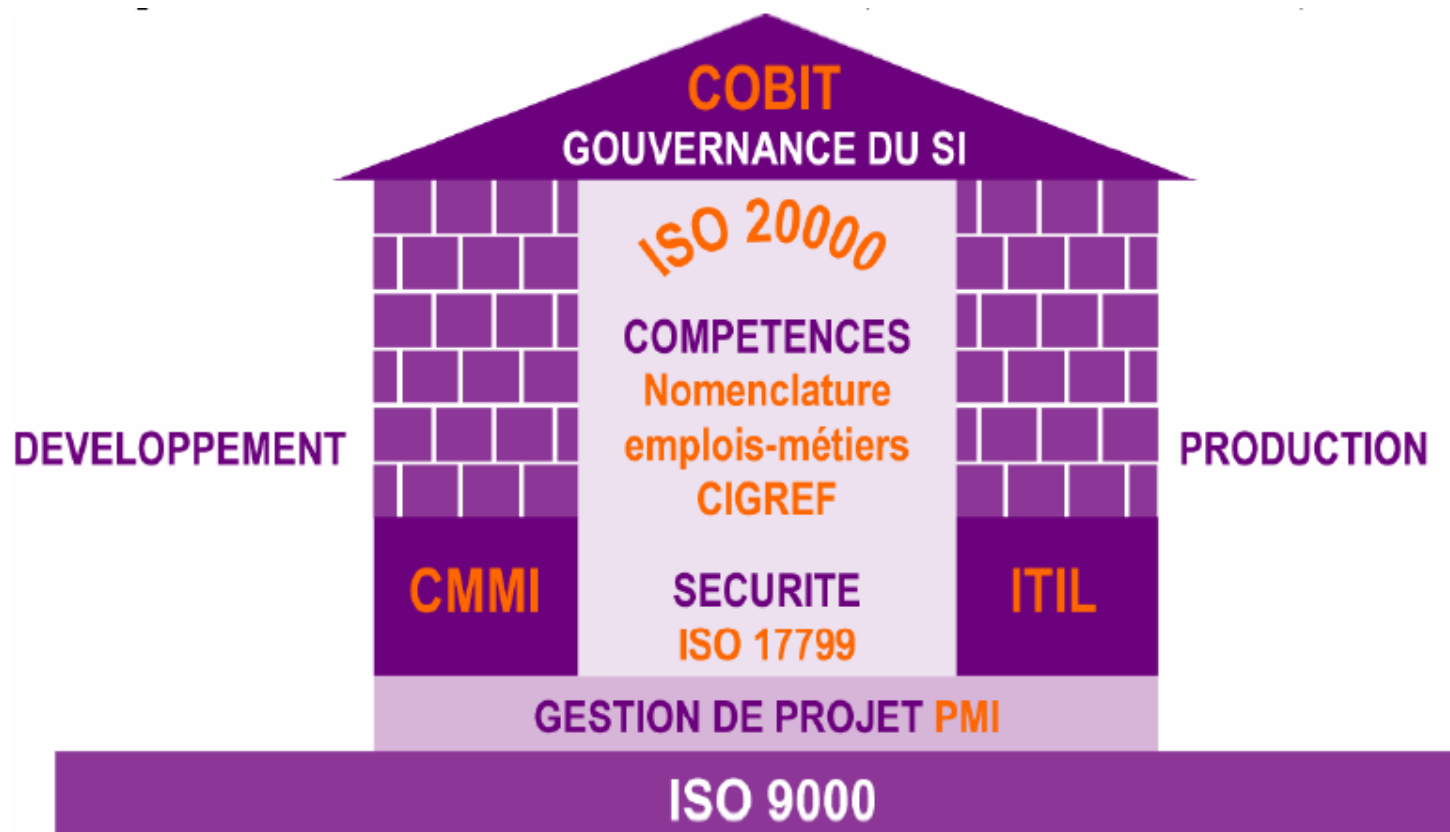 COBIT
GOUVERNANCE DU SI
ISO 20000
COMPETENCES
Nomenclature
emplois-métiers
CIGREF
DEVELOPPEMENT
PRODUCTION
CMMI
SECURITE
ISO 17799
ITIL
GESTION DE PROJET PMI
ISO 9000